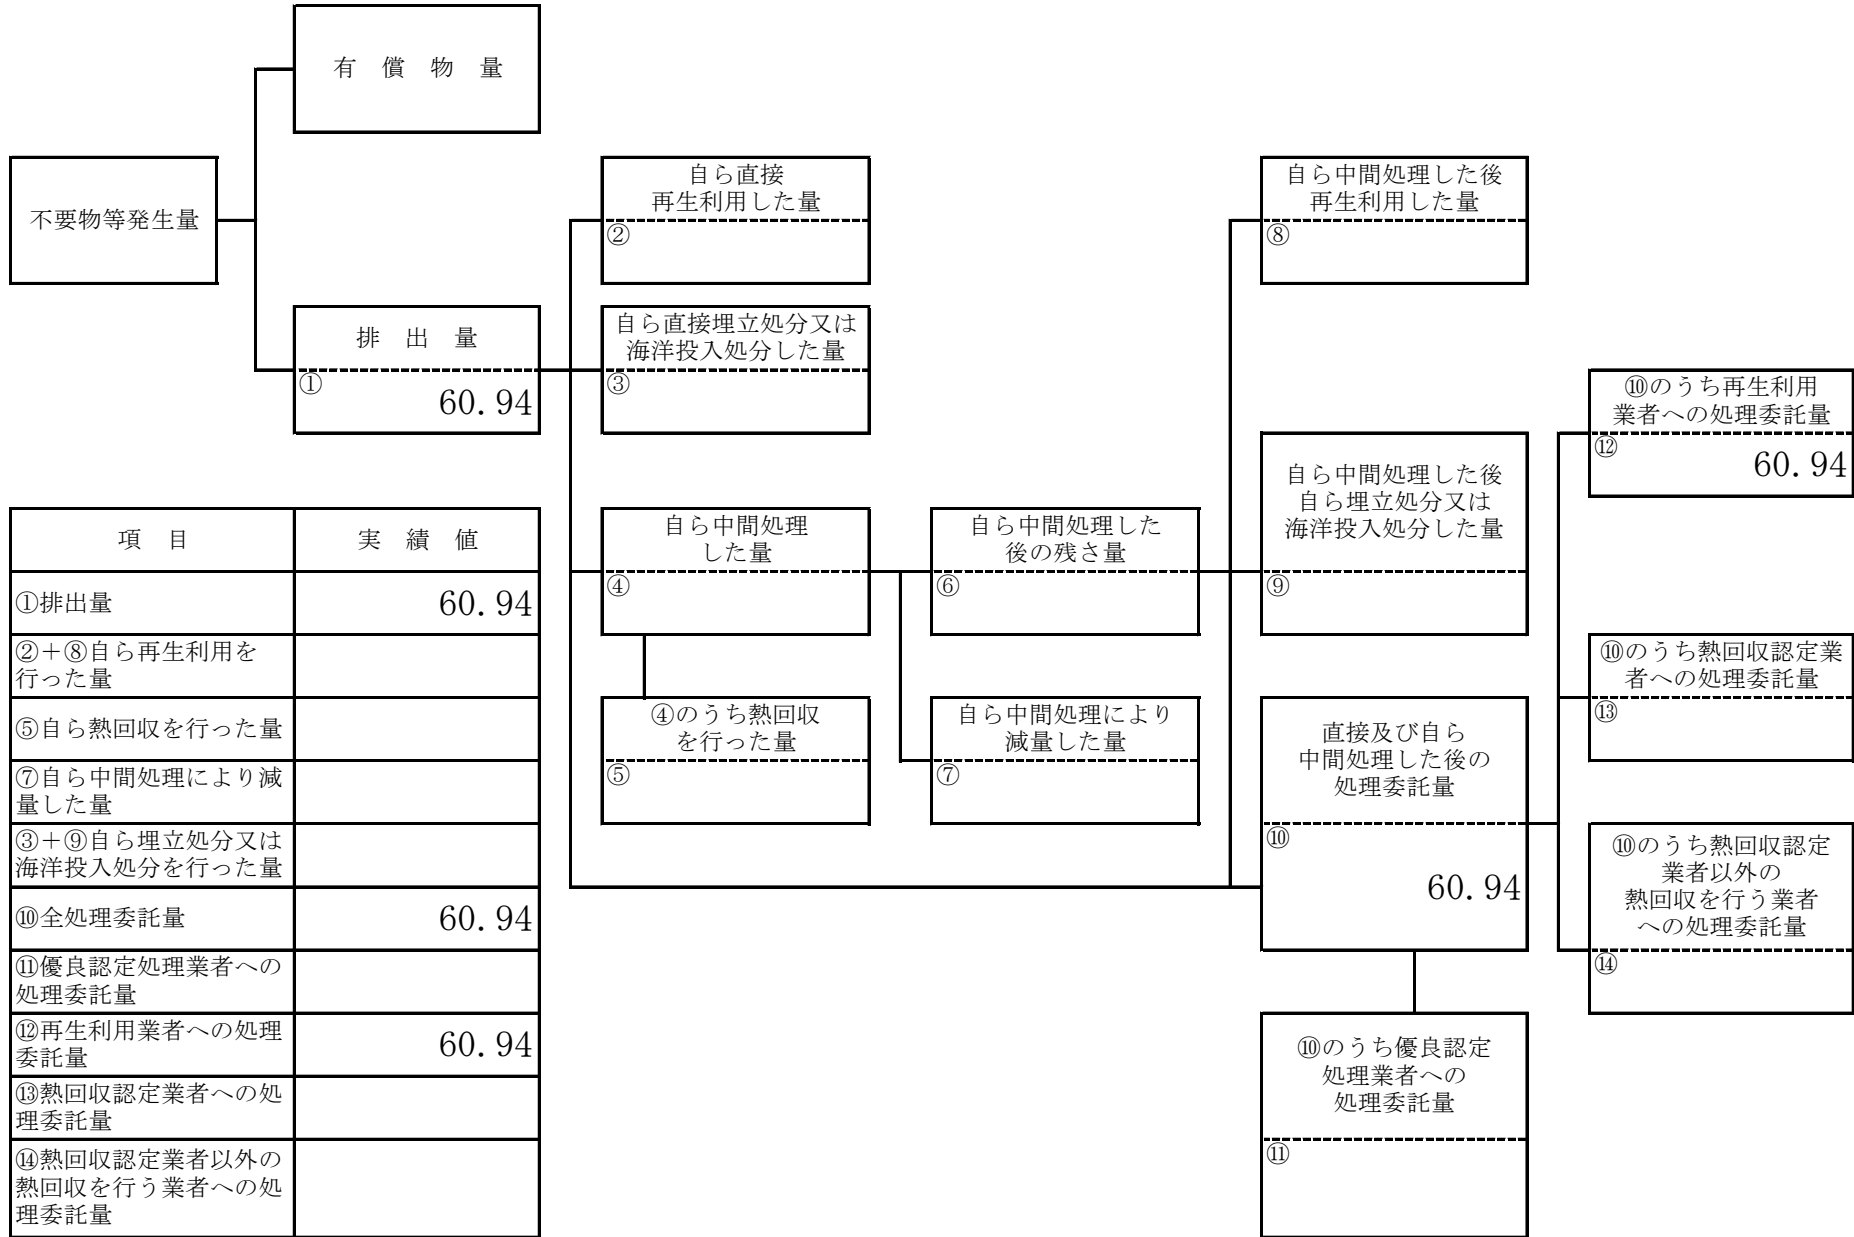 有　償　物　量
不要物等発生量
排　出　量
①
60.94
自ら直接
再生利用した量
②
自ら直接埋立処分又は
海洋投入処分した量
③
自ら中間処理
した量
④
④のうち熱回収
を行った量
⑤
自ら中間処理した
後の残さ量
⑥
自ら中間処理により
減量した量
⑦
自ら中間処理した後
再生利用した量
⑧
自ら中間処理した後
自ら埋立処分又は
海洋投入処分した量
⑨
直接及び自ら
中間処理した後の
処理委託量
⑩
60.94
⑩のうち優良認定
処理業者への
処理委託量
⑪
⑩のうち再生利用
業者への処理委託量
⑫
60.94
⑩のうち熱回収認定業
者への処理委託量
⑬
⑩のうち熱回収認定
業者以外の
熱回収を行う業者
への処理委託量
⑭
項　目
実　績　値
①排出量
60.94
②＋⑧自ら再生利用を
行った量
⑤自ら熱回収を行った量
⑦自ら中間処理により減
量した量
③＋⑨自ら埋立処分又は
海洋投入処分を行った量
⑩全処理委託量
60.94
⑪優良認定処理業者への
処理委託量
⑫再生利用業者への処理
委託量
60.94
⑬熱回収認定業者への処
理委託量
⑭熱回収認定業者以外の
熱回収を行う業者への処
理委託量